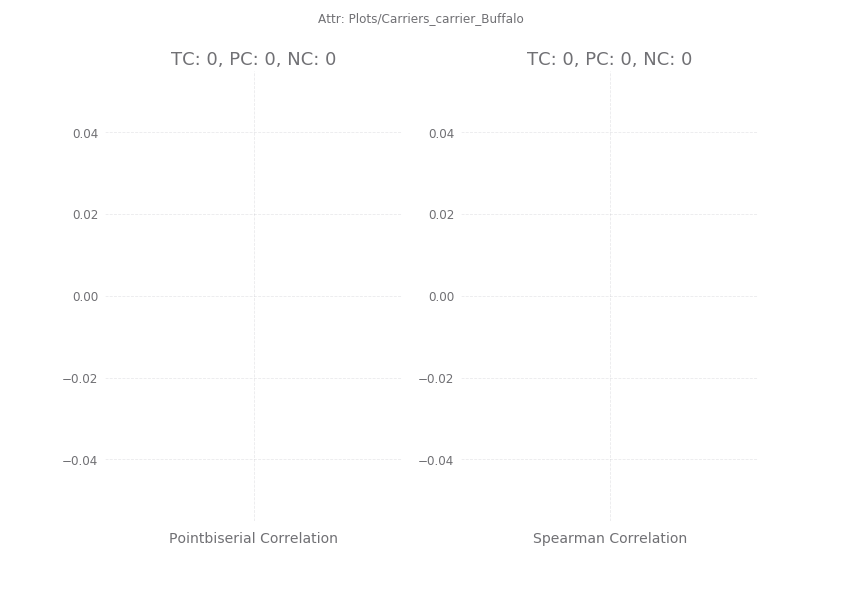 Attr: Plots/Carriers_carrier_Buffalo
TC: 0, PC: 0, NC: 0
0.04
0.02
0.00
−0.02
−0.04
Pointbiserial Correlation
TC: 0, PC: 0, NC: 0
0.04
0.02
0.00
−0.02
−0.04
Spearman Correlation